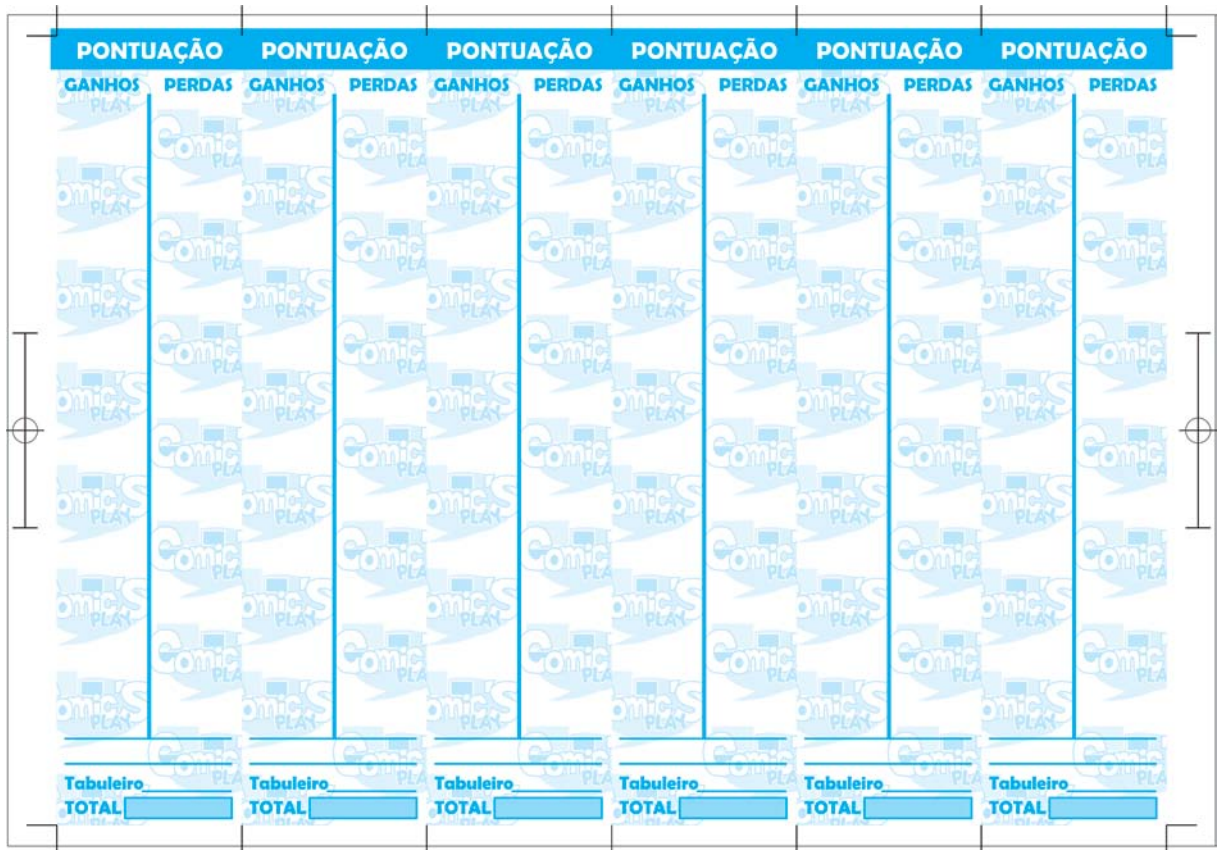 PONTUAÇÃO PONTUAÇÃO PONTUAÇÃO PONTUAÇÃO PONTUAÇÃO PONTUAÇÃO
GANHOS PERDAS GANHOS PERDAS GANHOS PERDAS GANHOS PERDAS GANHOS PERDAS GANHOS PERDAS
Tabuleiro Tabuleiro Tabuleiro Tabuleiro Tabuleiro Tabuleiro
TOTAL TOTAL TOTAL TOTAL TOTAL TOTAL